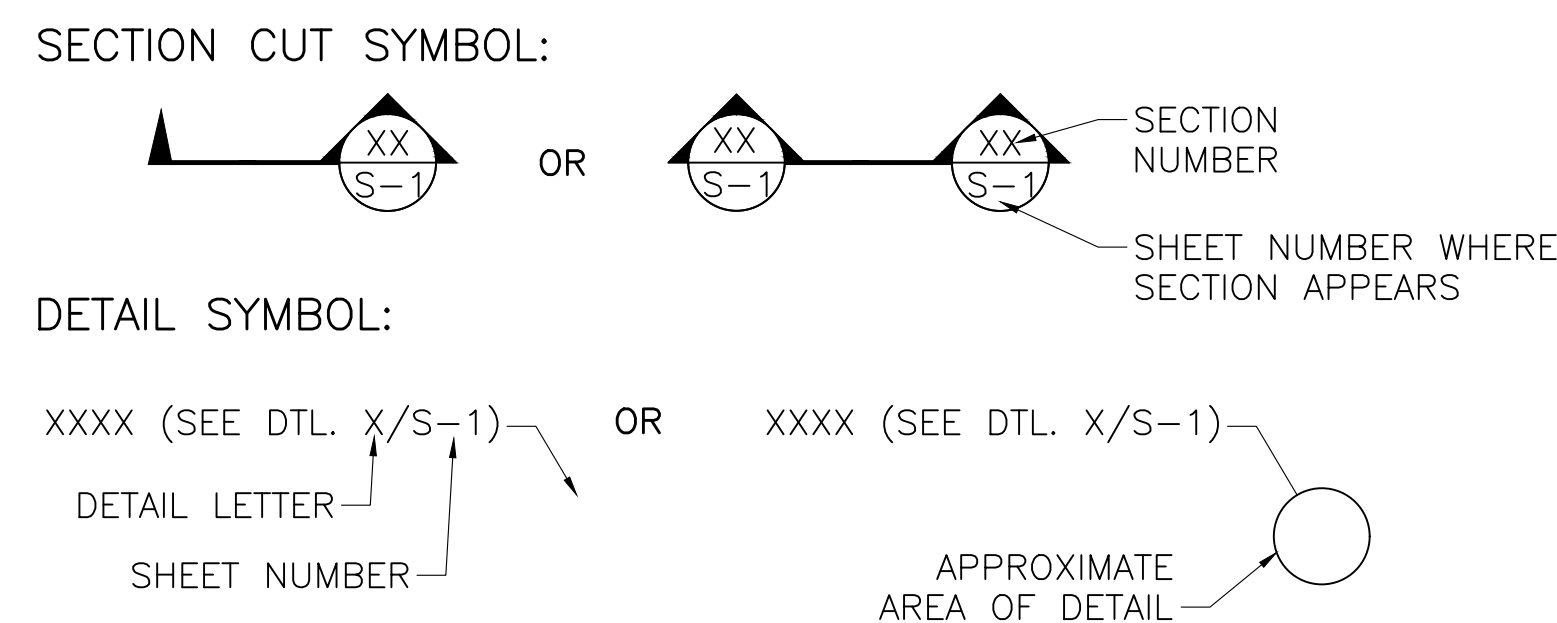 SECTION CUT SYMBOL:
XX
S-1
OR
XX
S-1
XX
S-1
SECTION
NUMBER
SHEET NUMBER WHERE
SECTION APPEARS
DETAIL SYMBOL:
XXXX (SEE DTL. X/S-1)
DETAIL LETTER
SHEET NUMBER
OR
XXXX (SEE DTL. X/S-1)
APPROXIMATE
AREA OF DETAIL